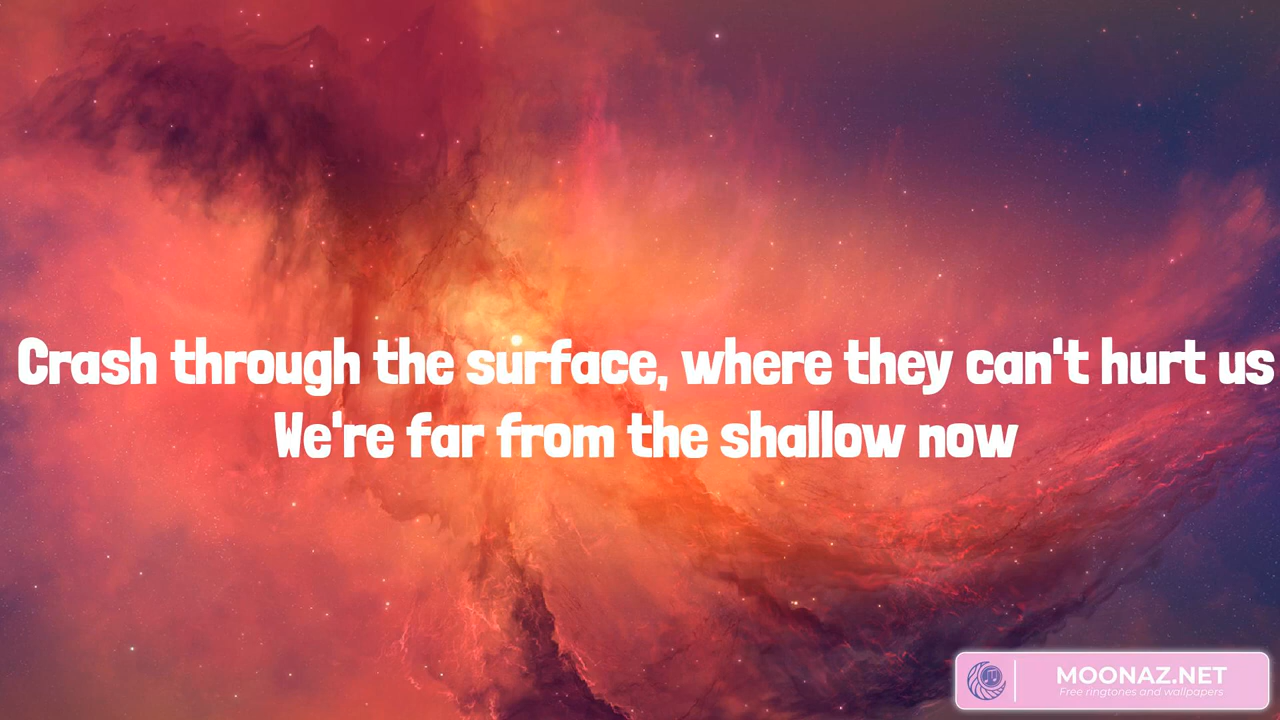 Crash through the surface, where they can't hurt us
We're far from the shallow now
MOONAZ.NET
Free ringtones and wallpapers